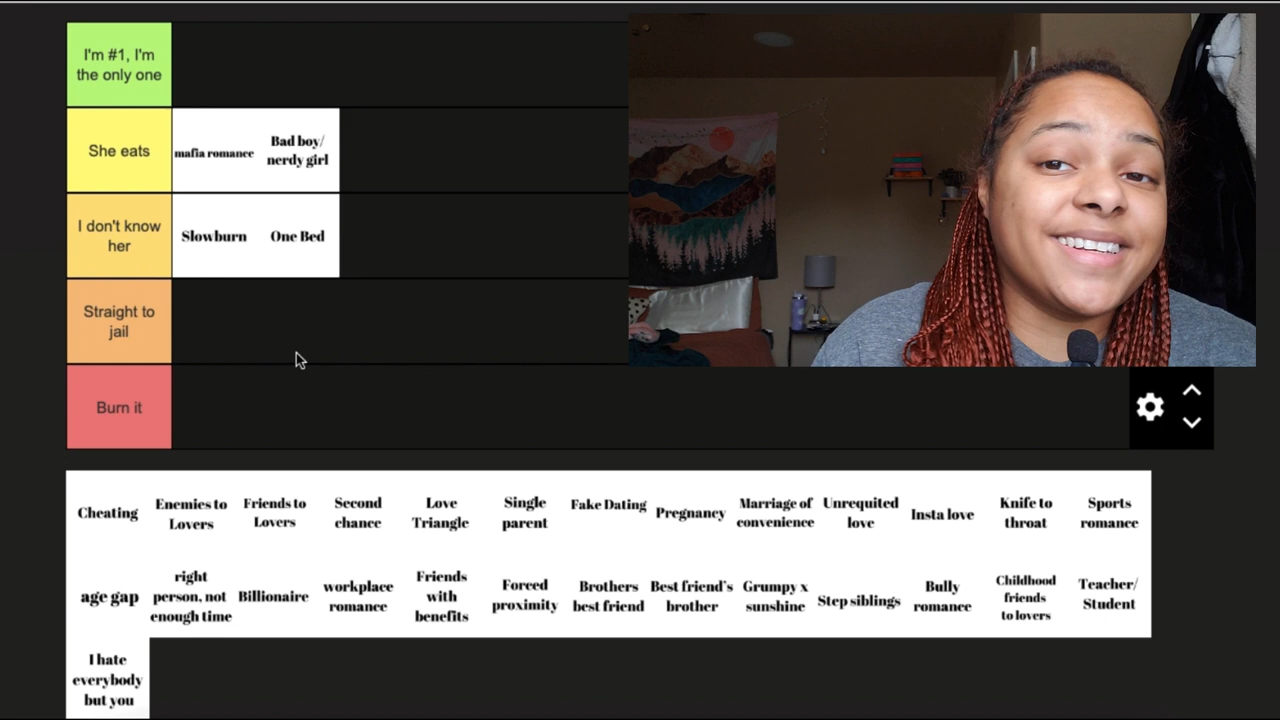 I'm #1, I'm
the only one
She eats
mafia romance
Bad boy/
nerdy girl
I don't know
her
Slowburn
One Bed
Straight to
jail
Burn it
Cheating
Enemies to
Lovers
Friends to
Lovers
Second
chance
Love
Triangle
Single
parent
Fake Dating
Pregnancy
Marriage of
convenience
Unrequited
love
Insta love
Knife to
throat
Sports
romance
age gap
right
person, not
enough time
Billionaire
workplace
romance
Friends
with
benefits
Forced
proximity
Brothers
best friend
Best friend's
brother
Grumpy x
sunshine
Step siblings
Bully
romance
Childhood
friends
to lovers
Teacher/
Student
I hate
everybody
but you